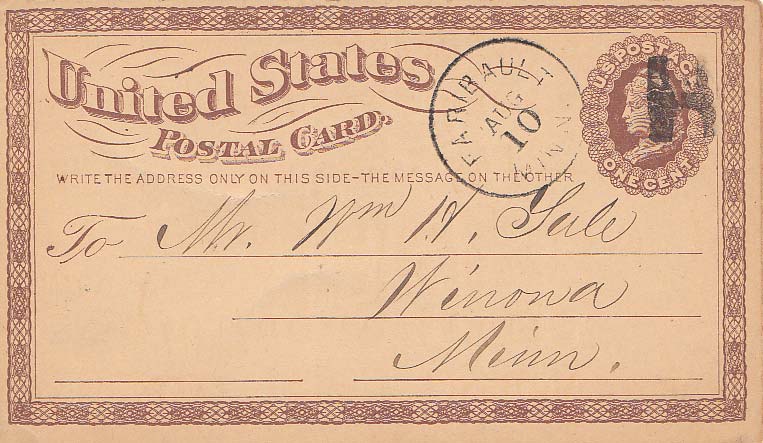 United States
POSTAL CARD.
WRITE THE ADDRESS ONLY ON THIS SIDE-THE MESSAGE ON THE OTHER
FARIBAULT MINN.
AUG
10
U.S. POSTAGE
ONE CENT
To Mr. Wm H. Gale
Winona
Minn.